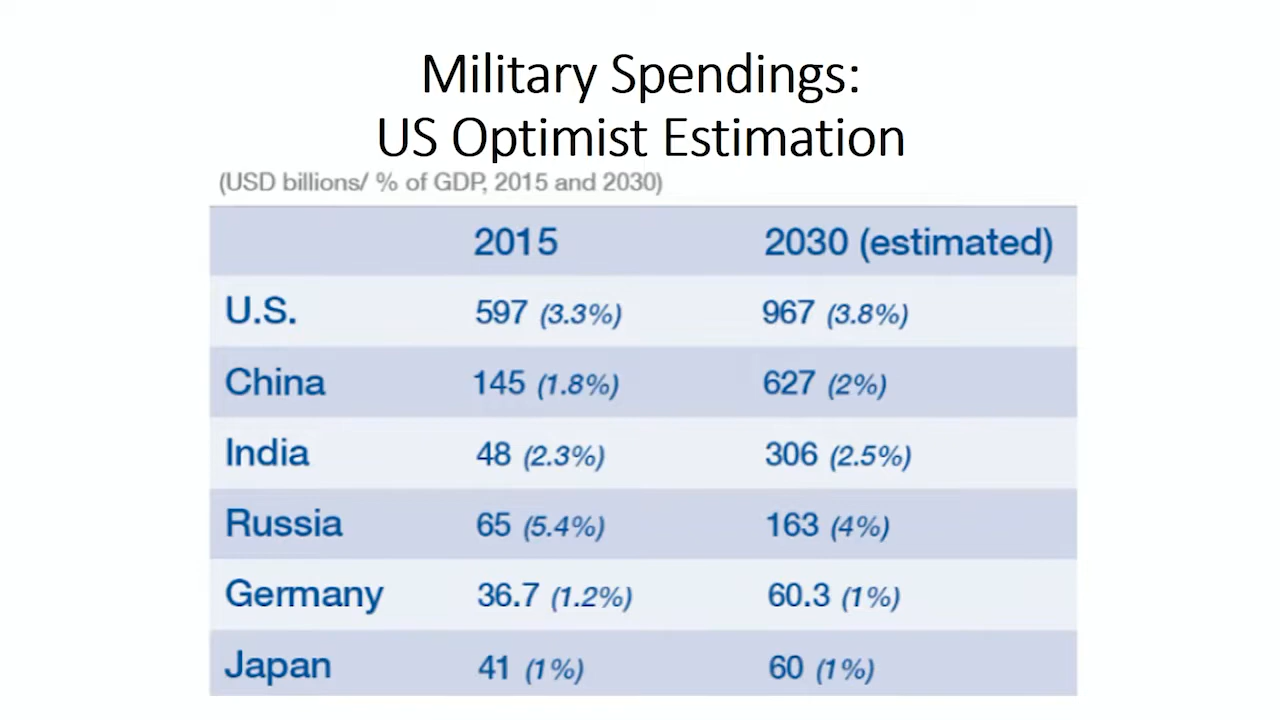 Military Spendings:
US Optimist Estimation
(USD billions/ % of GDP, 2015 and 2030)
2015 2030 (estimated)
U.S. 597 (3.3%) 967 (3.8%)
China 145 (1.8%) 627 (2%)
India 48 (2.3%) 306 (2.5%)
Russia 65 (5.4%) 163 (4%)
Germany 36.7 (1.2%) 60.3 (1%)
Japan 41 (1%) 60 (1%)